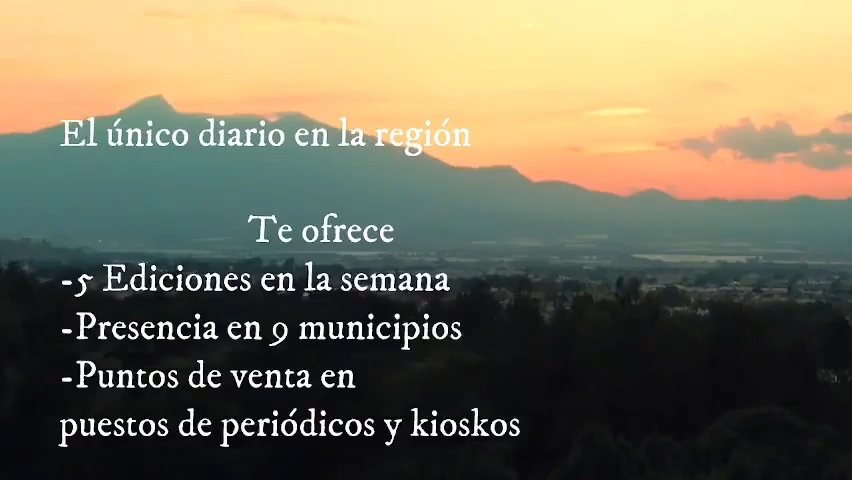 El único diario en la región
Te ofrece
-5 Ediciones en la semana
-Presencia en 9 municipios
-Puntos de venta en
puestos de periódicos y kioskos